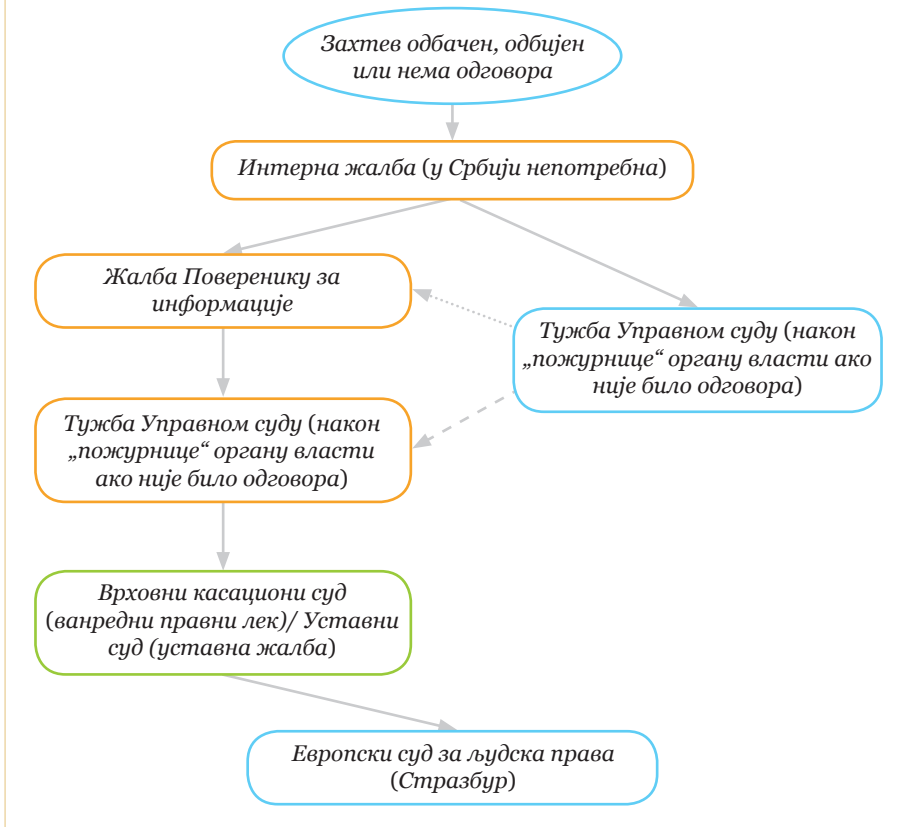 Захтев одбачен, одбијен
или нема одговора
Интерна жалба (у Србији непотребна)
Жалба Поверенику за
информације
Тужба Управном суду (након
„пожурнице“ органу власти ако
није било одговора)
Тужба Управном суду (након
„пожурнице“ органу власти
ако није било одговора)
Врховни касациони суд
(ванредни правни лек)/ Уставни
суд (уставна жалба)
Европски суд за људска права
(Стразбур)